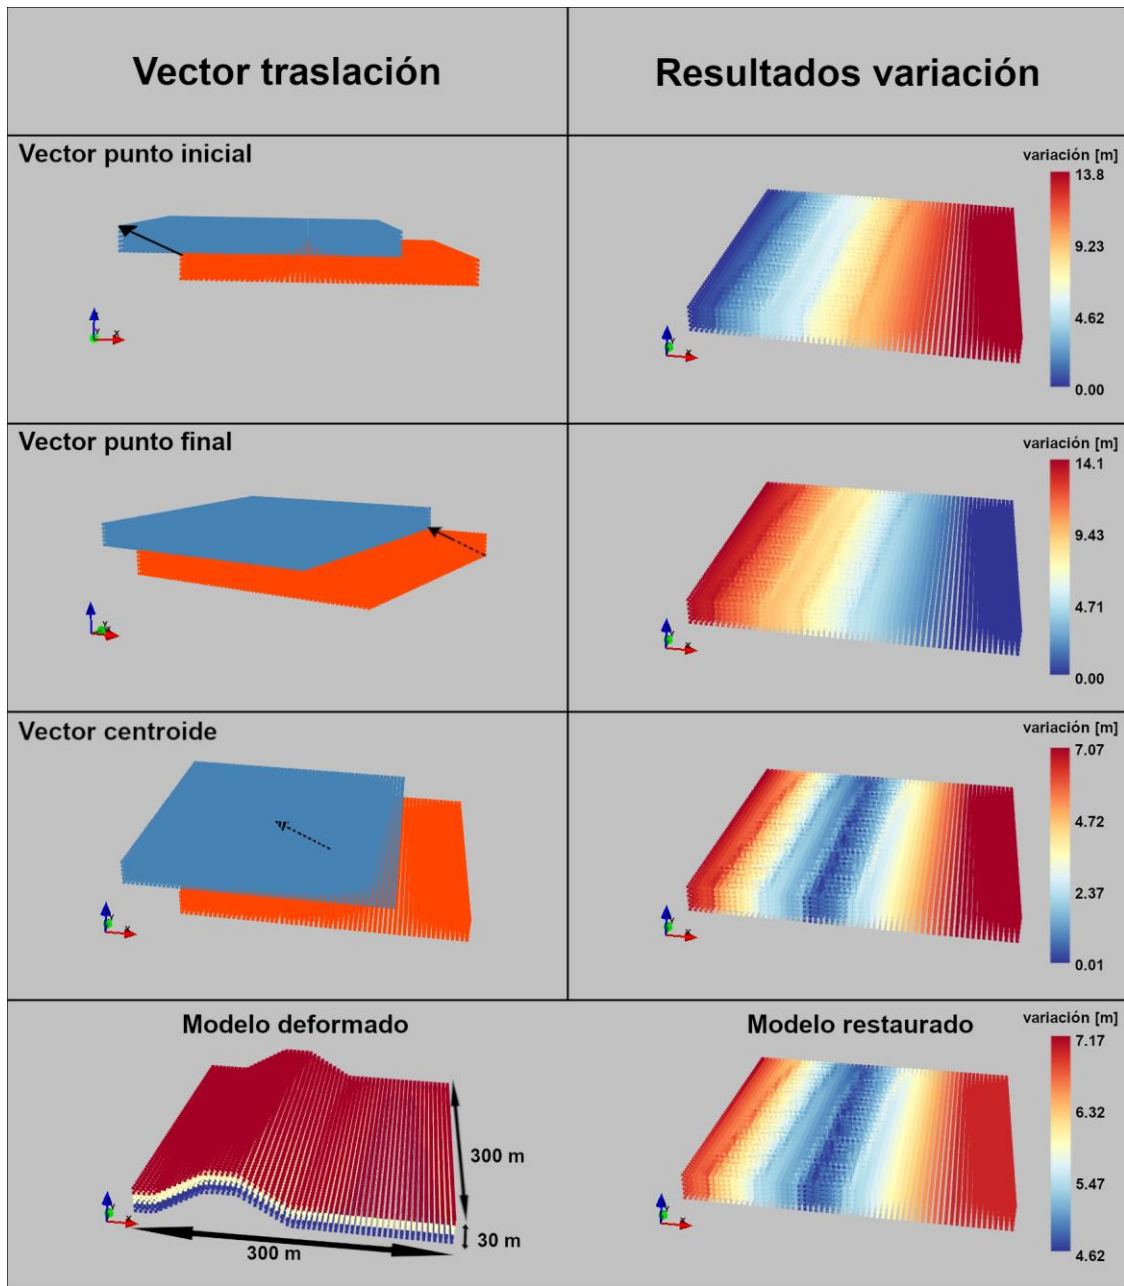 Vector traslación
Resultados variación
Vector punto inicial
variación [m]
13.8
9.23
4.62
0.00
Vector punto final
variación [m]
14.1
9.43
4.71
0.00
Vector centroide
variación [m]
7.07
4.72
2.37
0.01
Modelo deformado
300 m
30 m
300 m
Modelo restaurado
variación [m]
7.17
6.32
5.47
4.62